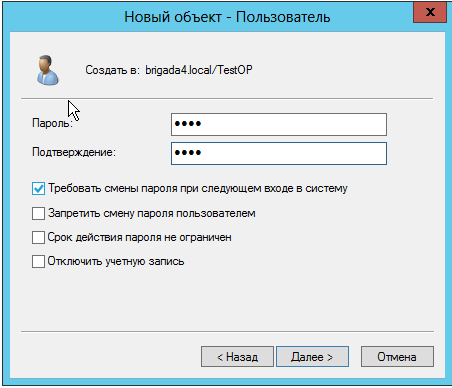 Новый объект - Пользователь
x
Создать в: brigada4.local/TestOP
Пароль: ••••
Подтверждение: ••••
Требовать смены пароля при следующем входе в систему
Запретить смену пароля пользователем
Срок действия пароля не ограничен
Отключить учетную запись
< Назад Далее > Отмена